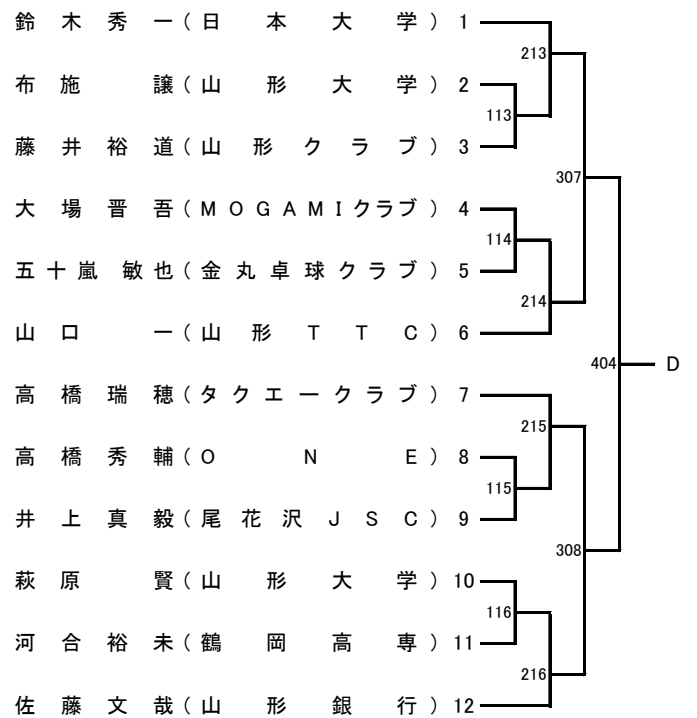 鈴木秀一(日本大学) 1
213
布施 譲(山形大学) 2
113
藤井裕道(山形クラブ) 3
307
大場晋吾(MOGAMIクラブ) 4
114
五十嵐敏也(金丸卓球クラブ) 5
214
山口 一(山形TTC) 6
404 D
高橋瑞穂(タクエークラブ) 7
215
高橋秀輔(ONE) 8
115
井上真毅(尾花沢JSC) 9
308
萩原 賢(山形大学) 10
116
河合裕未(鶴岡高専) 11
216
佐藤文哉(山形銀行) 12